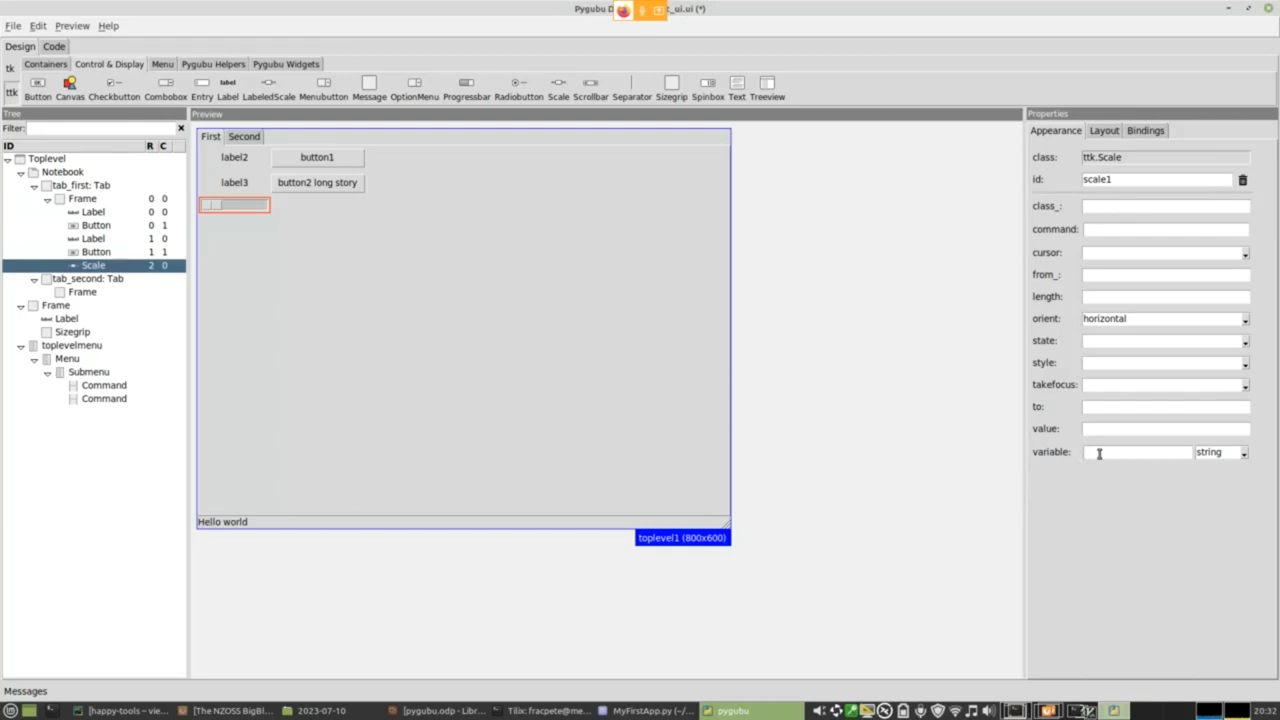 Pygubu D t_ui.ui (*)
File Edit Preview Help
Design Code
tk Containers Control & Display Menu Pygubu Helpers Pygubu Widgets
ttk Button Canvas Checkbutton Combobox Entry label Label LabeledScale Menubutton Message OptionMenu Progressbar Radiobutton Scale Scrollbar Separator Sizegrip Spinbox Text Treeview
Tree Preview Properties
Filter:
ID R C
Toplevel
Notebook
tab_first: Tab
Frame 0 0
Label 0 0
Button 0 1
Label 1 0
Button 1 1
Scale 2 0
tab_second: Tab
Frame
Frame
Label
Sizegrip
toplevelmenu
Menu
Submenu
Command
Command
First Second
label2 button1
label3 button2 long story
Hello world
toplevel1 (800x600)
Appearance Layout Bindings
class: ttk.Scale
id: scale1
class_:
command:
cursor:
from_:
length:
orient: horizontal
state:
style:
takefocus:
to:
value:
variable: string
Messages
[happy-tools – vie... [The NZOSS BigBl... 2023-07-10 [pygubu.odp - Libr... Tilix: fracpete@me... MyFirstApp.py (~/... pygubu 20:32